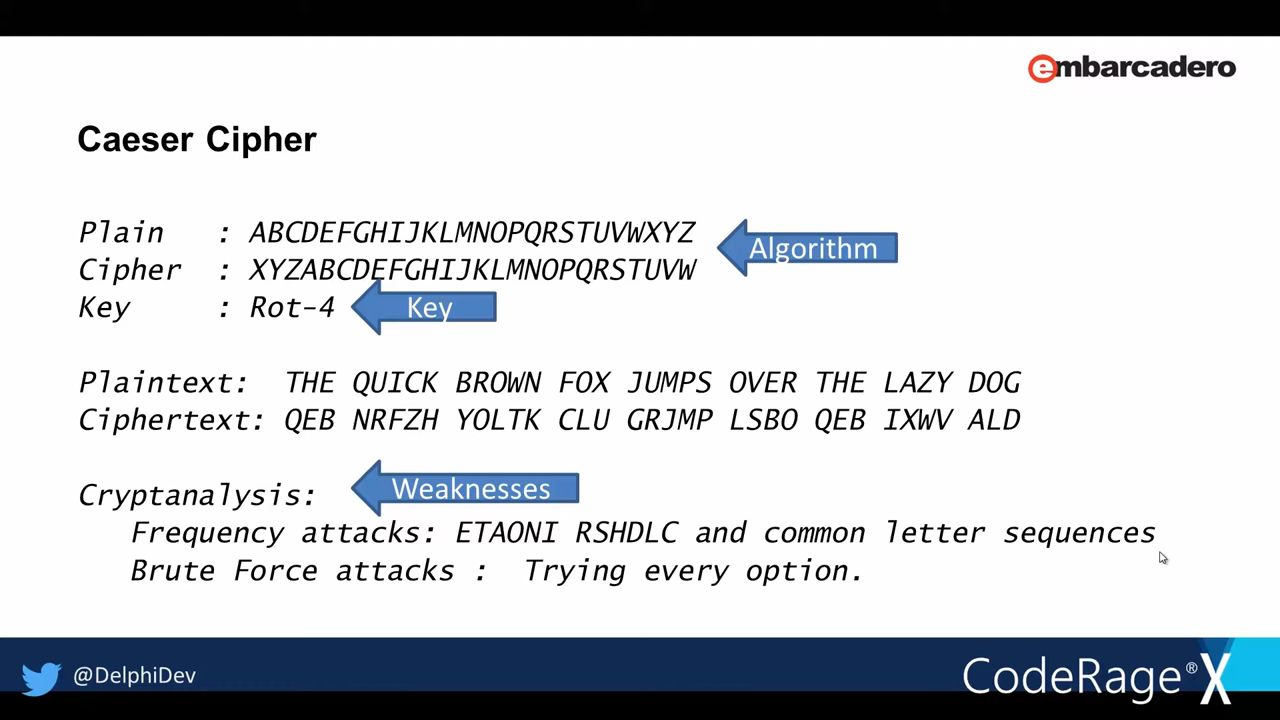 embarcadero
Caeser Cipher
Plain : ABCDEFGHIJKLMNOPQRSTUVWXYZ
Algorithm
Cipher : XYZABCDEFGHIJKLMNOPQRSTUVW
Key : Rot-4
Key
Plaintext: THE QUICK BROWN FOX JUMPS OVER THE LAZY DOG
Ciphertext: QEB NRFZH YOLTK CLU GRJMP LSBO QEB IXWV ALD
Cryptanalysis:
Weaknesses
Frequency attacks: ETAONI RSHDLC and common letter sequences
Brute Force attacks : Trying every option.
@DelphiDev
CodeRage® X